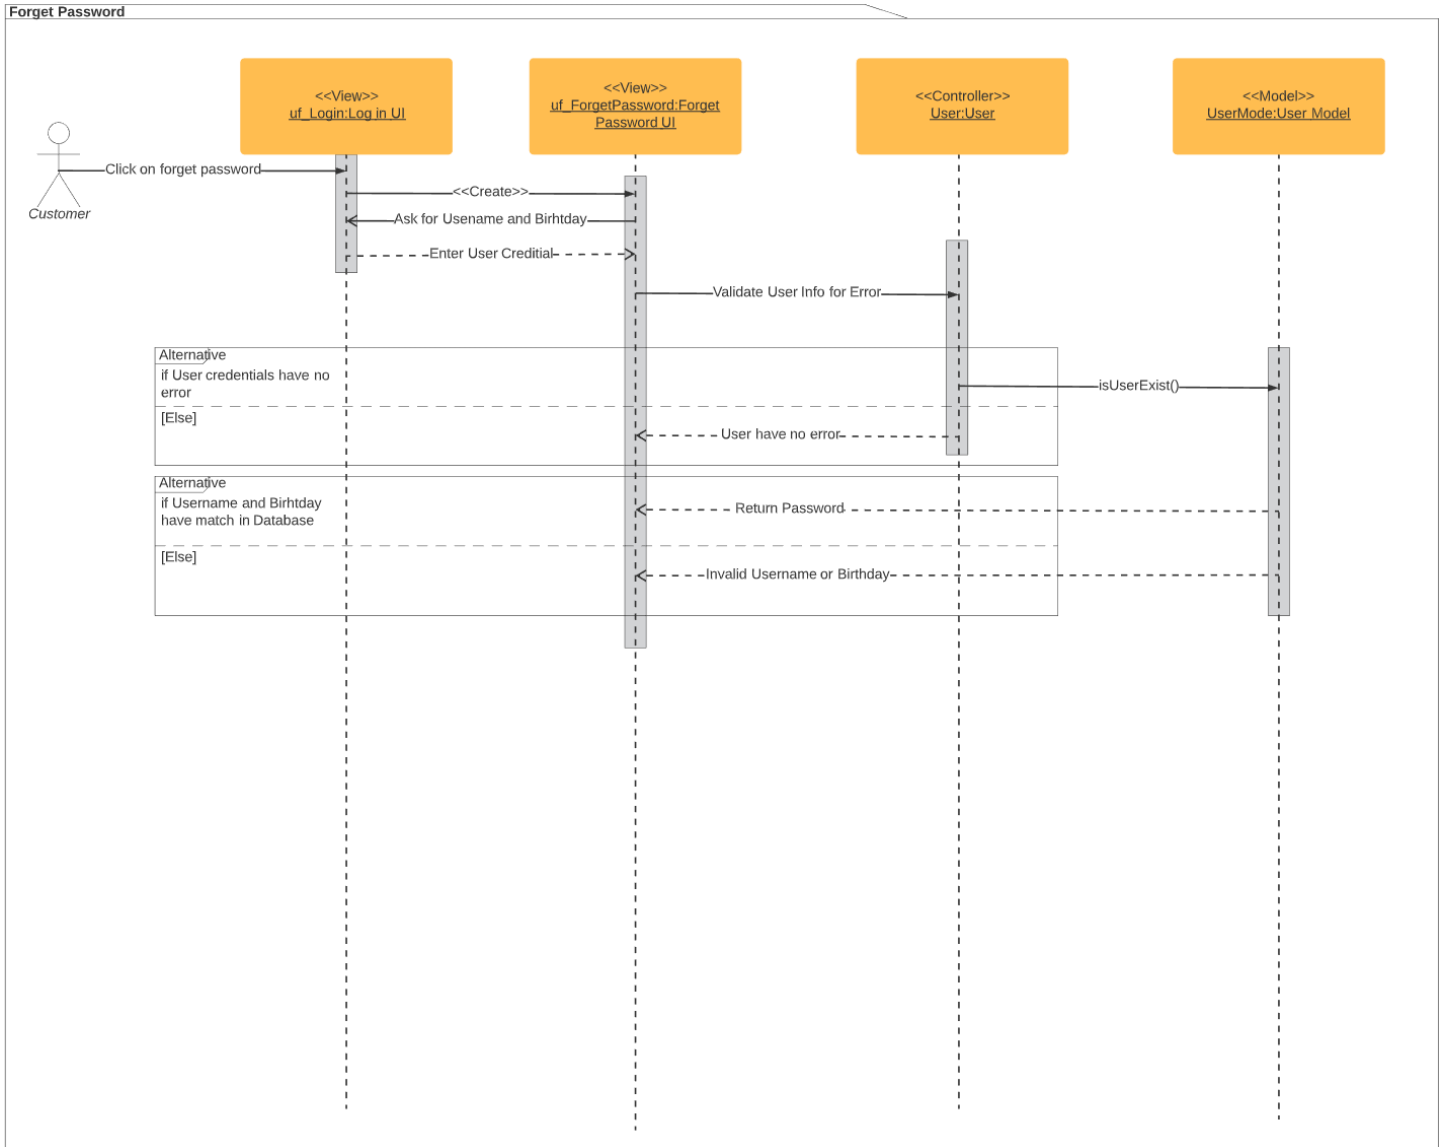 Forget Password
<<View>>
uf_Login:Log in UI
<<View>>
uf_ForgetPassword:Forget
Password UI
<<Controller>>
User:User
<<Model>>
UserMode:User Model
Customer
Click on forget password
<<Create>>
Ask for Usename and Birhtday
Enter User Creditial
Validate User Info for Error
Alternative
if User credentials have no
error
isUserExist()
[Else]
User have no error
Alternative
if Username and Birhtday
have match in Database
Return Password
[Else]
Invalid Username or Birthday